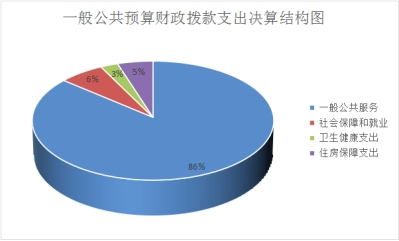 一般公共预算财政拨款支出决算结构图
5%
3%
6%
86%
一般公共服务
社会保障和就业
卫生健康支出
住房保障支出